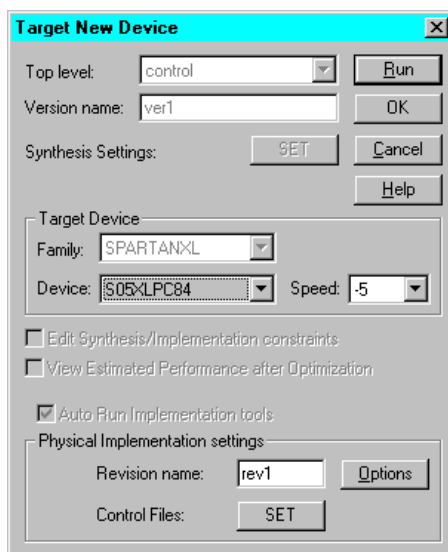 Target New Device
Top level: control Run
Version name: ver1 OK
Synthesis Settings: SET Cancel
Help
Target Device
Family: SPARTANXL
Device: S05XLPC84 Speed: -5
Edit Synthesis/Implementation constraints
View Estimated Performance after Optimization
Auto Run Implementation tools
Physical Implementation settings
Revision name: rev1 Options
Control Files: SET